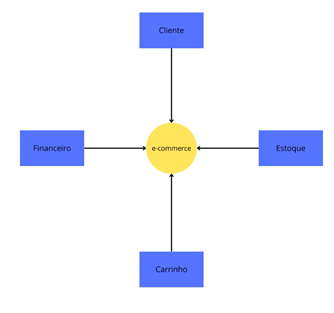 Cliente
Financeiro
e-commerce
Estoque
Carrinho